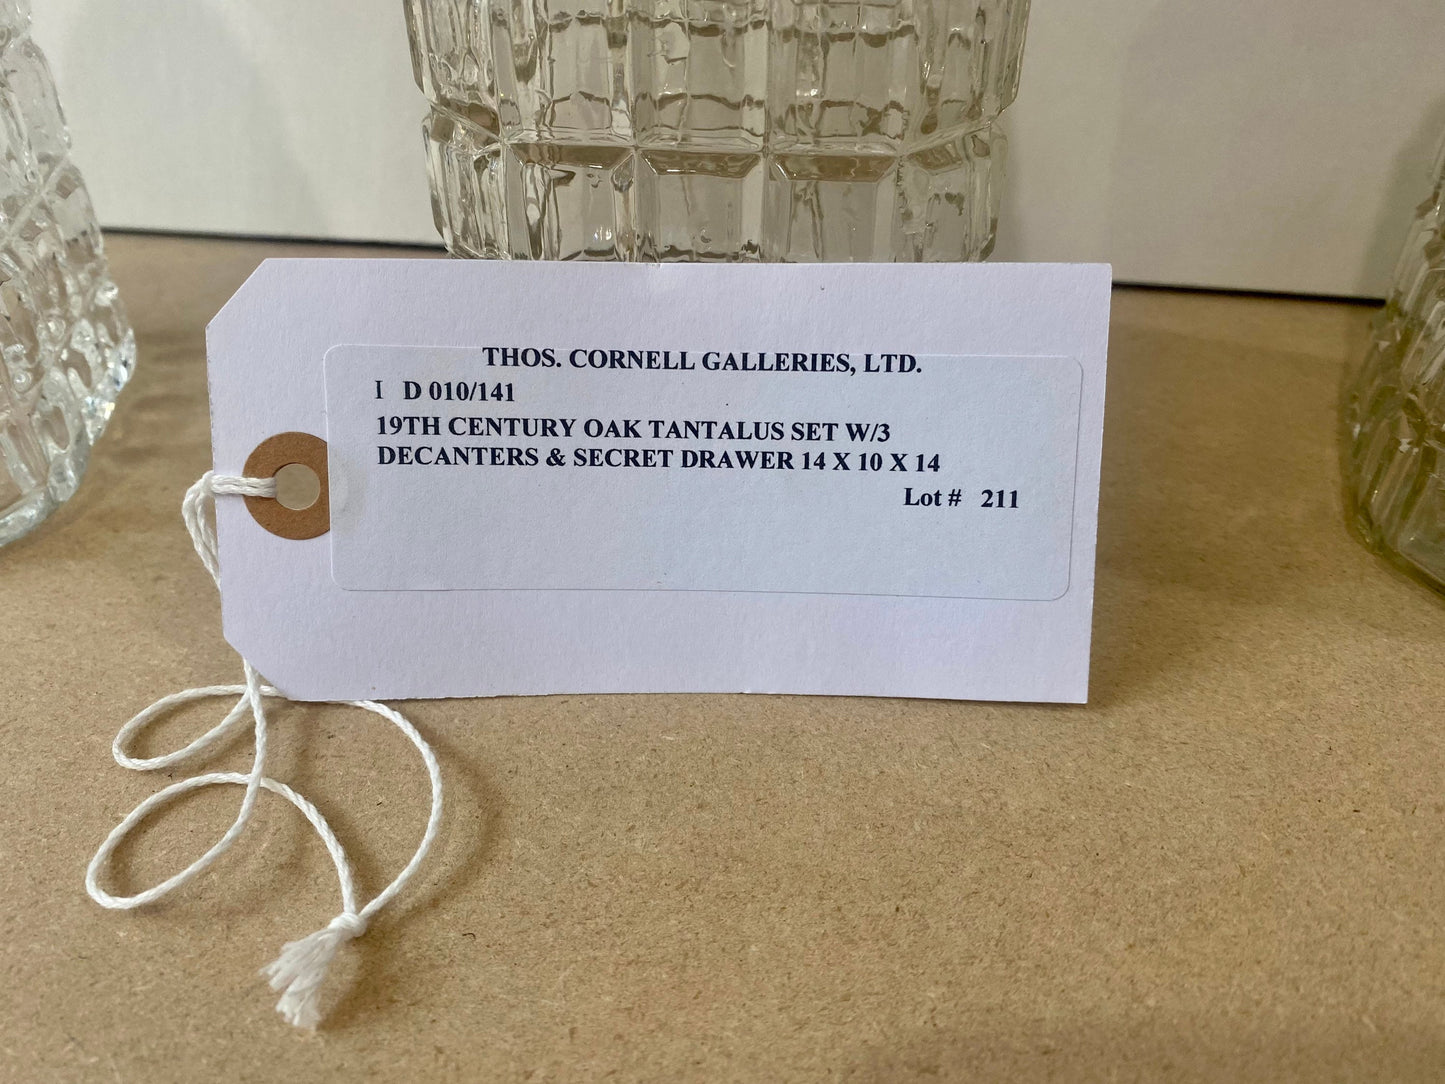 THOS. CORNELL GALLERIES, LTD.
I D 010/141
19TH CENTURY OAK TANTALUS SET W/3
DECANTERS & SECRET DRAWER 14 X 10 X 14
Lot # 211